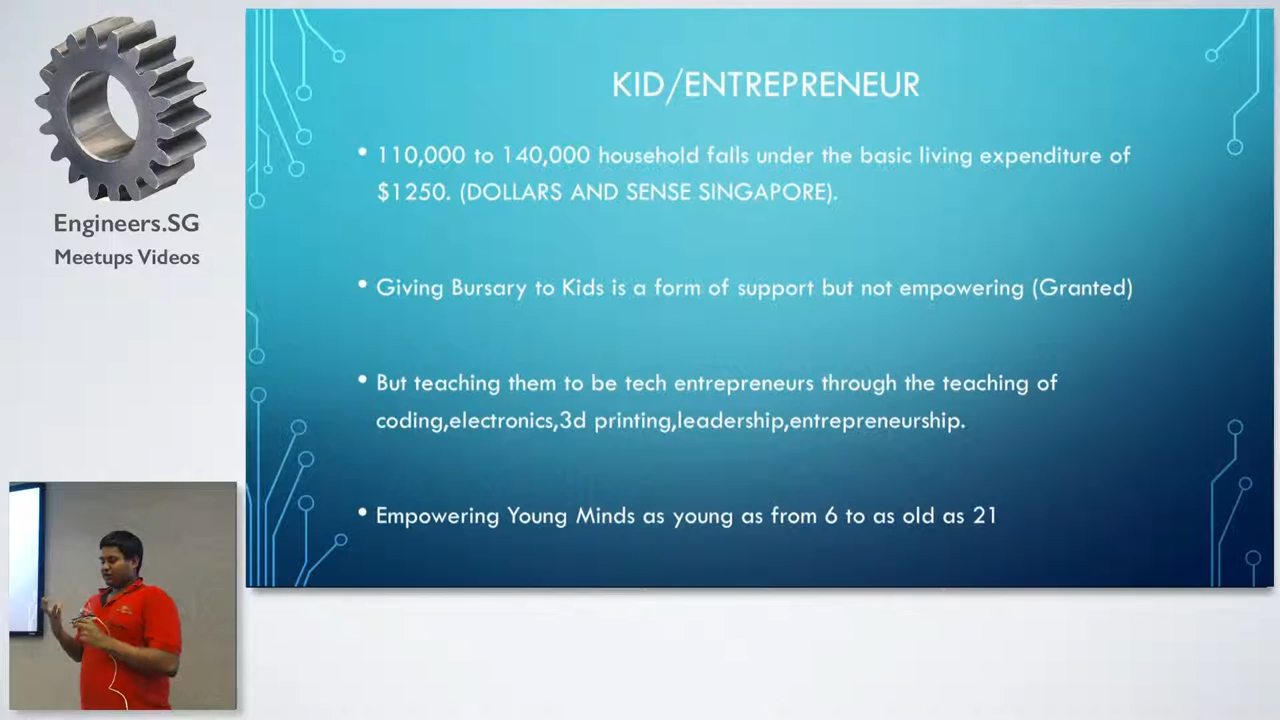 Engineers.SG
Meetups Videos
KID/ENTREPRENEUR
• 110,000 to 140,000 household falls under the basic living expenditure of
$1250. (DOLLARS AND SENSE SINGAPORE).
• Giving Bursary to Kids is a form of support but not empowering (Granted)
• But teaching them to be tech entrepreneurs through the teaching of
coding,electronics,3d printing,leadership,entrepreneurship.
• Empowering Young Minds as young as from 6 to as old as 21